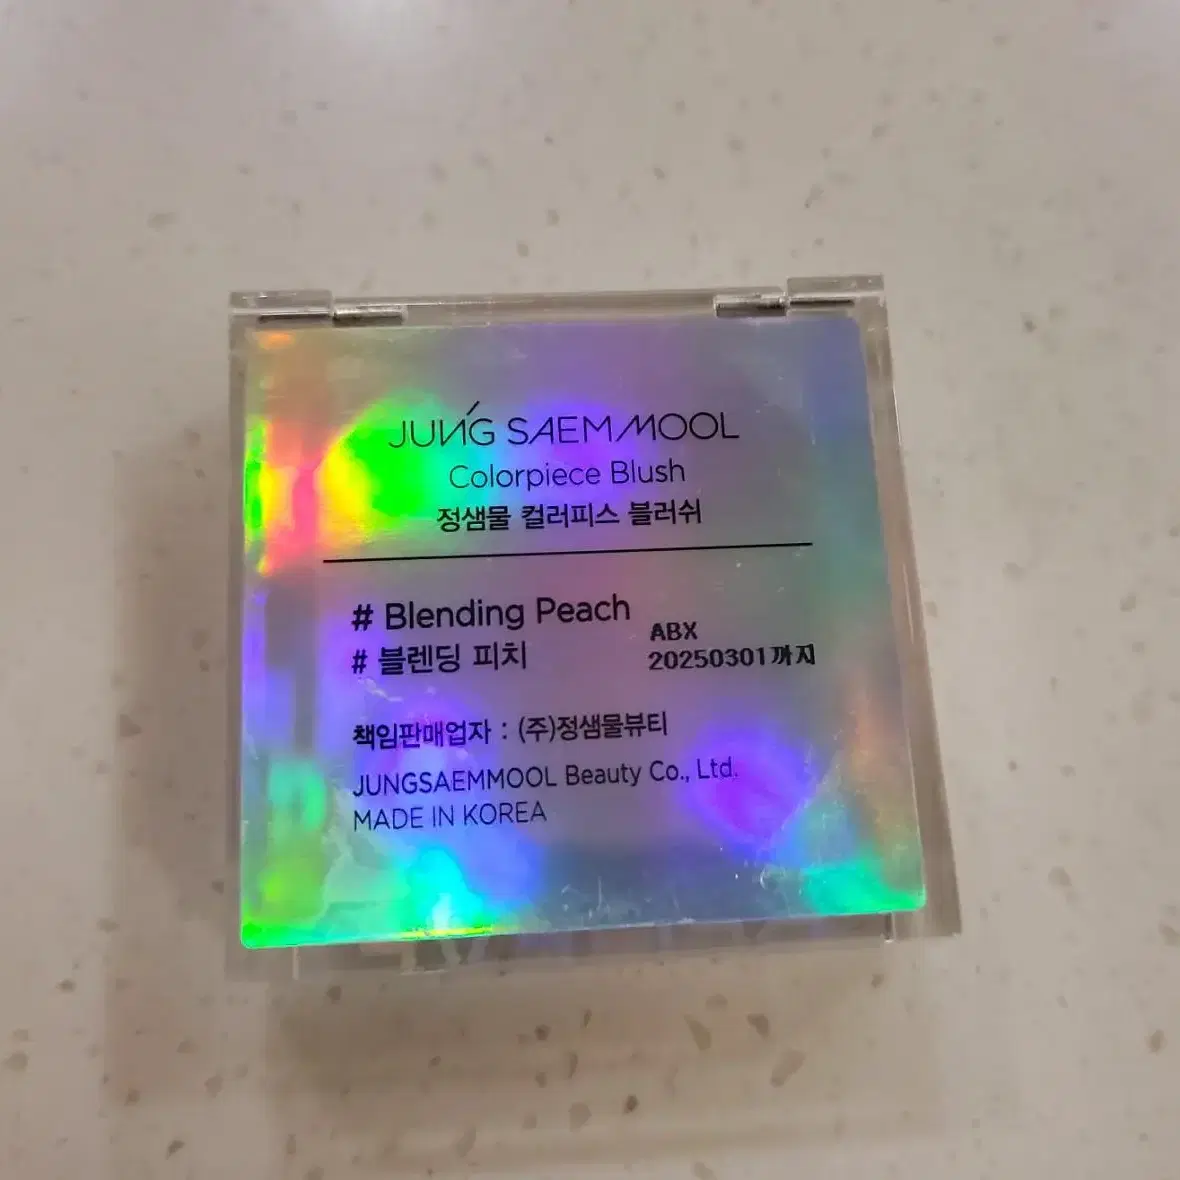 JUNG SAEMMOOL
Colorpiece Blush
정샘물 컬러피스 블러쉬
# Blending Peach
# 블렌딩 피치
ABX
20250301까지
책임판매업자 : (주)정샘물뷰티
JUNGSAEMMOOL Beauty Co., Ltd.
MADE IN KOREA